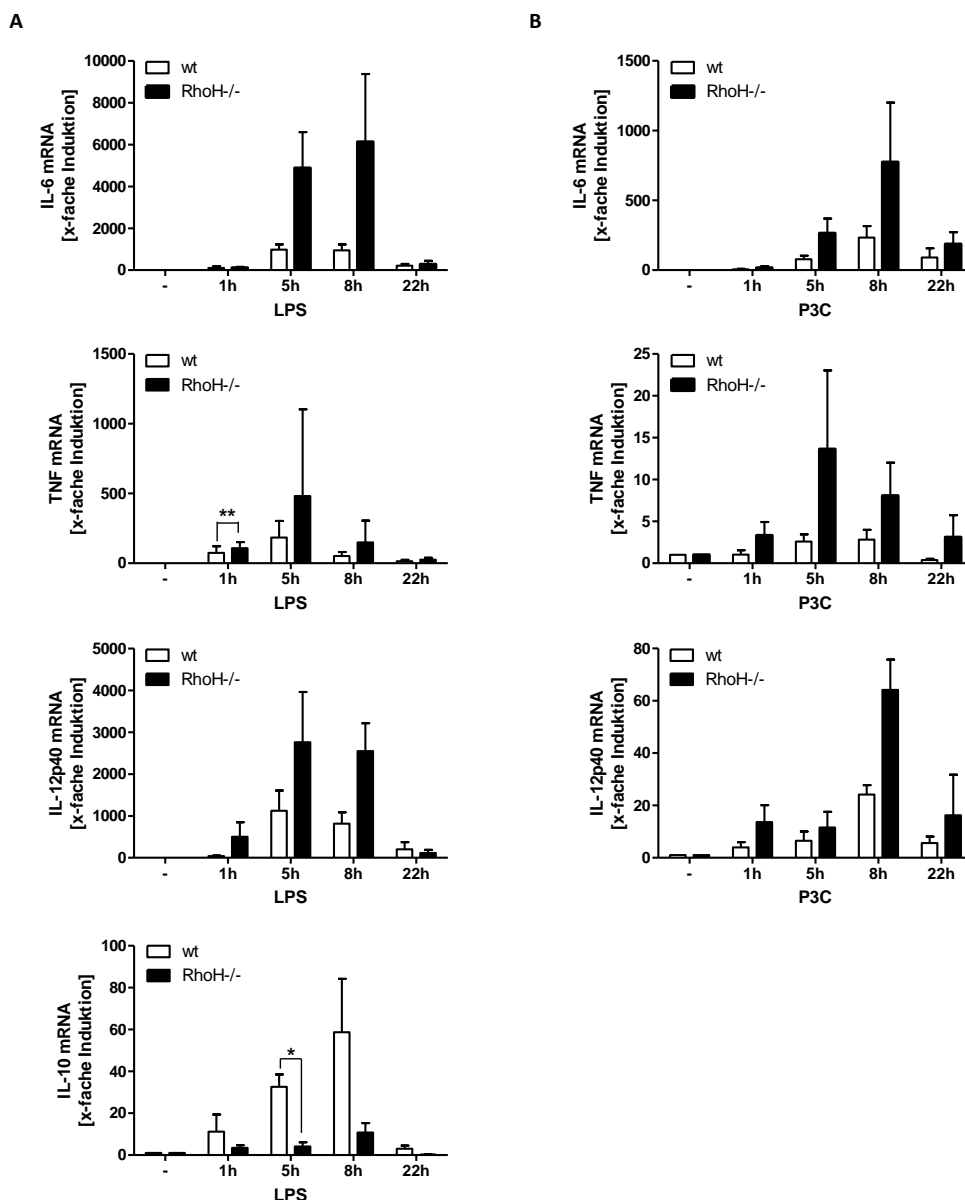 A
10000
8000
6000
4000
2000
0
IL-6 mRNA
[x-fache Induktion]
wt
RhoH-/-
- 1h 5h 8h 22h
LPS
1500
1000
500
0
TNF mRNA
[x-fache Induktion]
wt
RhoH-/-
**
- 1h 5h 8h 22h
LPS
5000
4000
3000
2000
1000
0
IL-12p40 mRNA
[x-fache Induktion]
wt
RhoH-/-
- 1h 5h 8h 22h
LPS
100
80
60
40
20
0
IL-10 mRNA
[x-fache Induktion]
wt
RhoH-/-
*
- 1h 5h 8h 22h
LPS
B
1500
1000
500
0
IL-6 mRNA
[x-fache Induktion]
wt
RhoH-/-
- 1h 5h 8h 22h
P3C
25
20
15
10
5
0
TNF mRNA
[x-fache Induktion]
wt
RhoH-/-
- 1h 5h 8h 22h
P3C
80
60
40
20
0
IL-12p40 mRNA
[x-fache Induktion]
wt
RhoH-/-
- 1h 5h 8h 22h
P3C